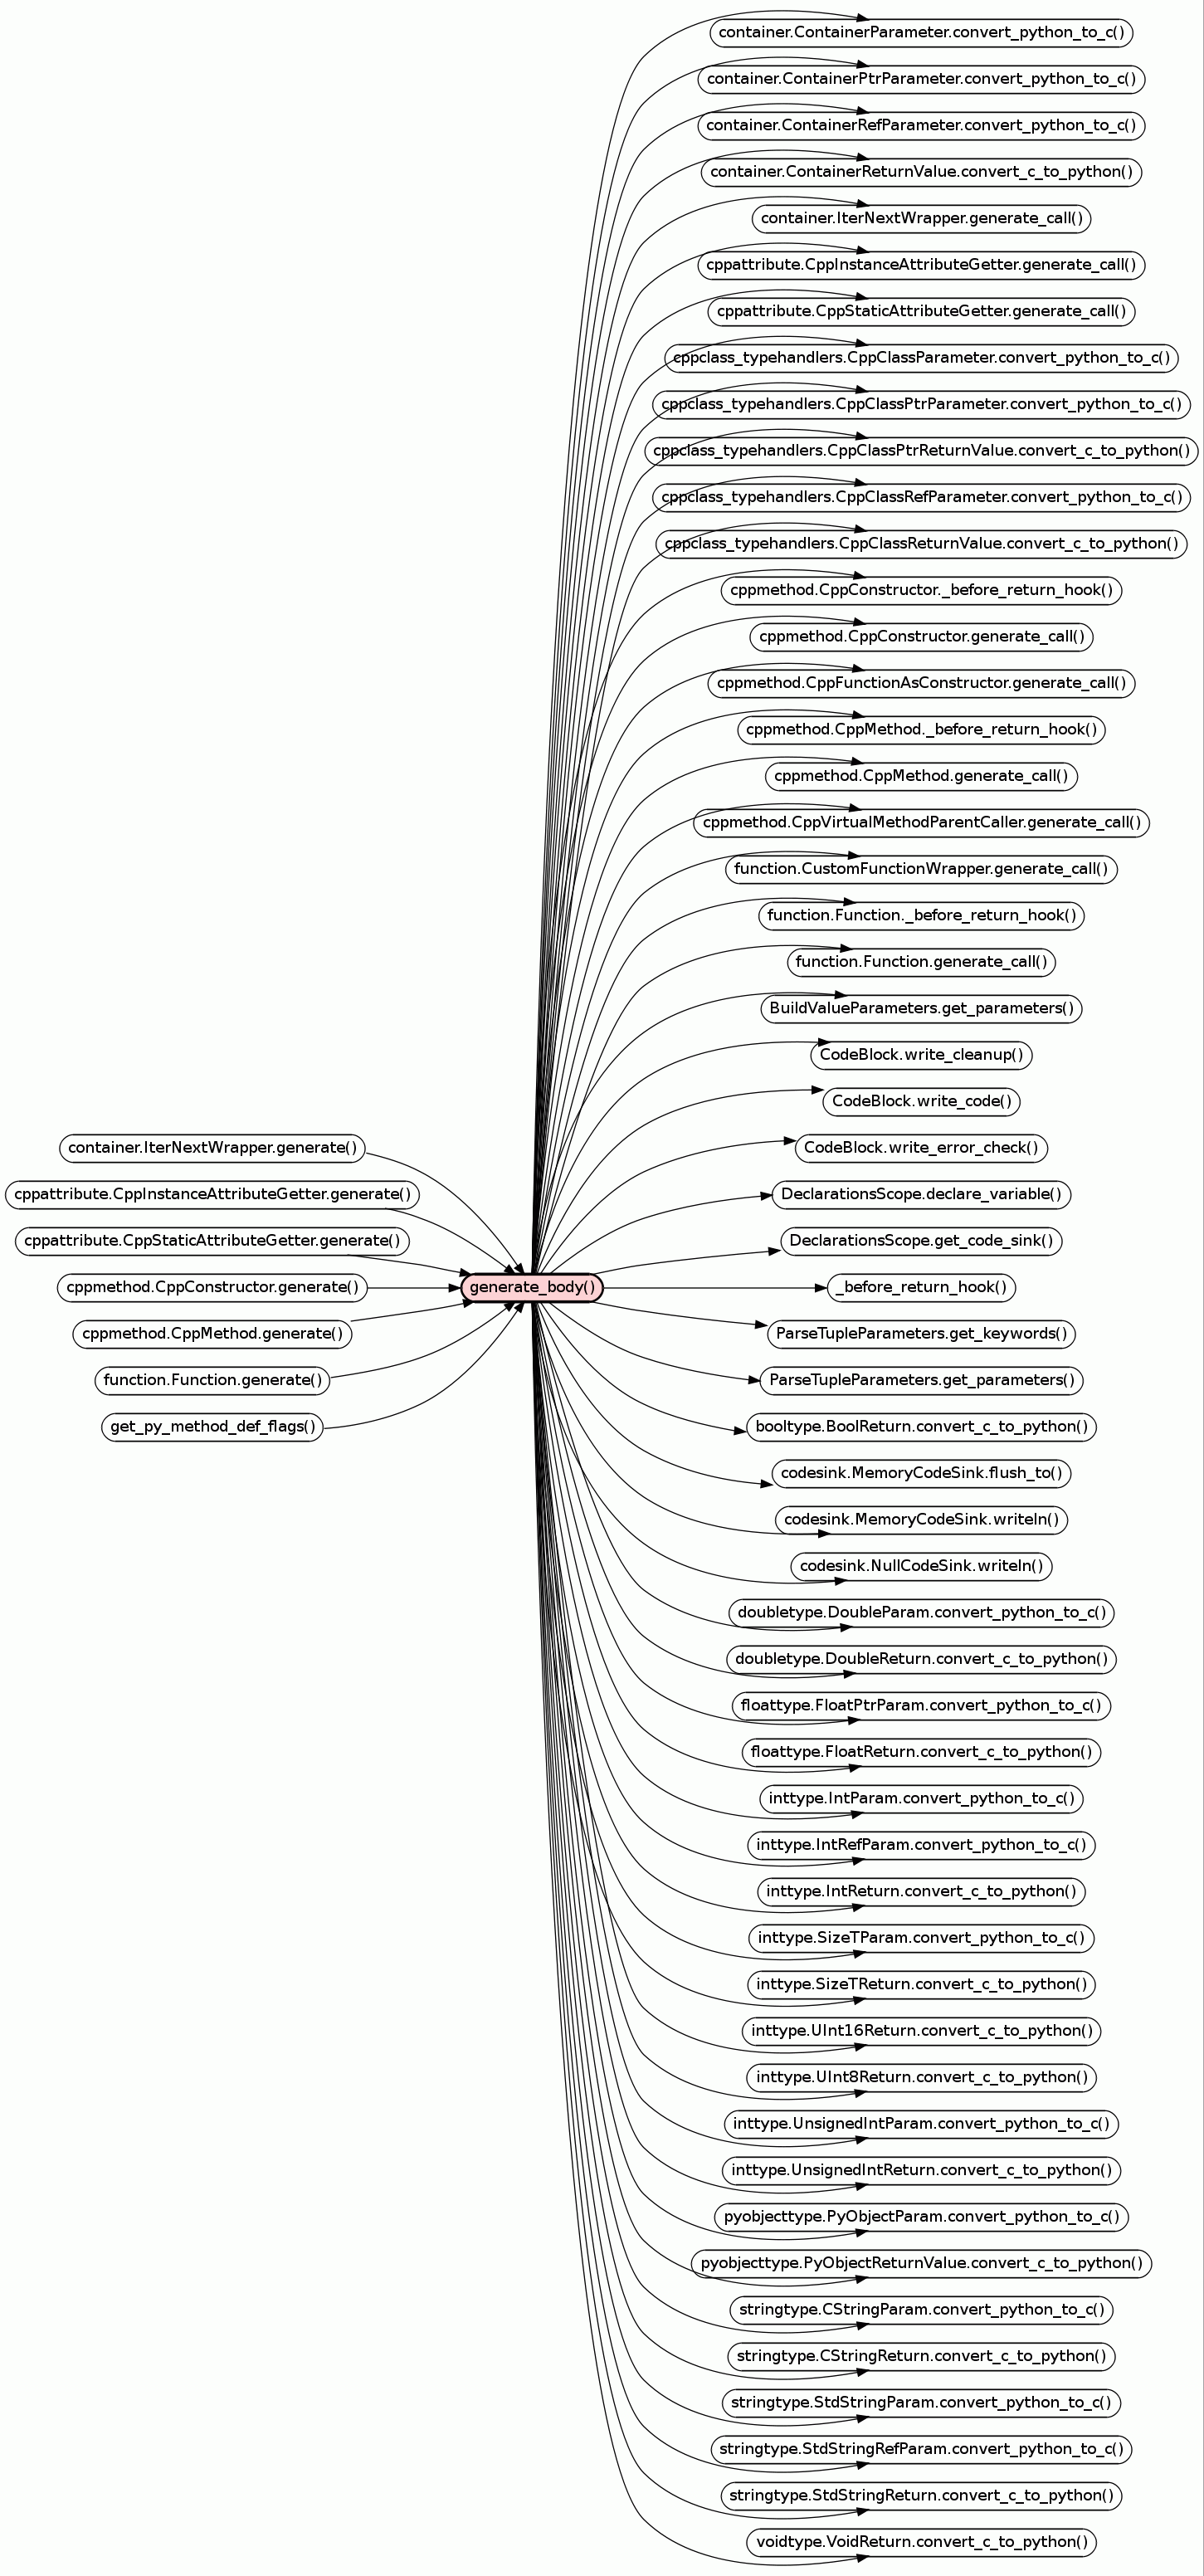 container.ContainerParameter.convert_python_to_c()
container.ContainerPtrParameter.convert_python_to_c()
container.ContainerRefParameter.convert_python_to_c()
container.ContainerReturnValue.convert_c_to_python()
container.IterNextWrapper.generate_call()
cppattribute.CppInstanceAttributeGetter.generate_call()
cppattribute.CppStaticAttributeGetter.generate_call()
cppclass_typehandlers.CppClassParameter.convert_python_to_c()
cppclass_typehandlers.CppClassPtrParameter.convert_python_to_c()
cppclass_typehandlers.CppClassPtrReturnValue.convert_c_to_python()
cppclass_typehandlers.CppClassRefParameter.convert_python_to_c()
cppclass_typehandlers.CppClassReturnValue.convert_c_to_python()
cppmethod.CppConstructor._before_return_hook()
cppmethod.CppConstructor.generate_call()
cppmethod.CppFunctionAsConstructor.generate_call()
cppmethod.CppMethod._before_return_hook()
cppmethod.CppMethod.generate_call()
cppmethod.CppVirtualMethodParentCaller.generate_call()
function.CustomFunctionWrapper.generate_call()
function.Function._before_return_hook()
function.Function.generate_call()
BuildValueParameters.get_parameters()
CodeBlock.write_cleanup()
CodeBlock.write_code()
container.IterNextWrapper.generate()
CodeBlock.write_error_check()
cppattribute.CppInstanceAttributeGetter.generate()
DeclarationsScope.declare_variable()
cppattribute.CppStaticAttributeGetter.generate()
DeclarationsScope.get_code_sink()
cppmethod.CppConstructor.generate()
generate_body()
_before_return_hook()
cppmethod.CppMethod.generate()
ParseTupleParameters.get_keywords()
function.Function.generate()
ParseTupleParameters.get_parameters()
get_py_method_def_flags()
booltype.BoolReturn.convert_c_to_python()
codesink.MemoryCodeSink.flush_to()
codesink.MemoryCodeSink.writeln()
codesink.NullCodeSink.writeln()
doubletype.DoubleParam.convert_python_to_c()
doubletype.DoubleReturn.convert_c_to_python()
floattype.FloatPtrParam.convert_python_to_c()
floattype.FloatReturn.convert_c_to_python()
inttype.IntParam.convert_python_to_c()
inttype.IntRefParam.convert_python_to_c()
inttype.IntReturn.convert_c_to_python()
inttype.SizeTParam.convert_python_to_c()
inttype.SizeTReturn.convert_c_to_python()
inttype.UInt16Return.convert_c_to_python()
inttype.UInt8Return.convert_c_to_python()
inttype.UnsignedIntParam.convert_python_to_c()
inttype.UnsignedIntReturn.convert_c_to_python()
pyobjecttype.PyObjectParam.convert_python_to_c()
pyobjecttype.PyObjectReturnValue.convert_c_to_python()
stringtype.CStringParam.convert_python_to_c()
stringtype.CStringReturn.convert_c_to_python()
stringtype.StdStringParam.convert_python_to_c()
stringtype.StdStringRefParam.convert_python_to_c()
stringtype.StdStringReturn.convert_c_to_python()
voidtype.VoidReturn.convert_c_to_python()